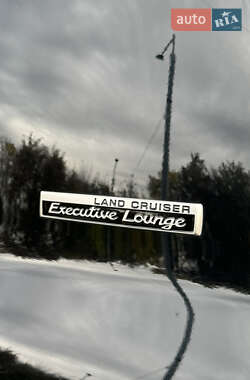 auto RIA
LAND CRUISER
Executive Lounge